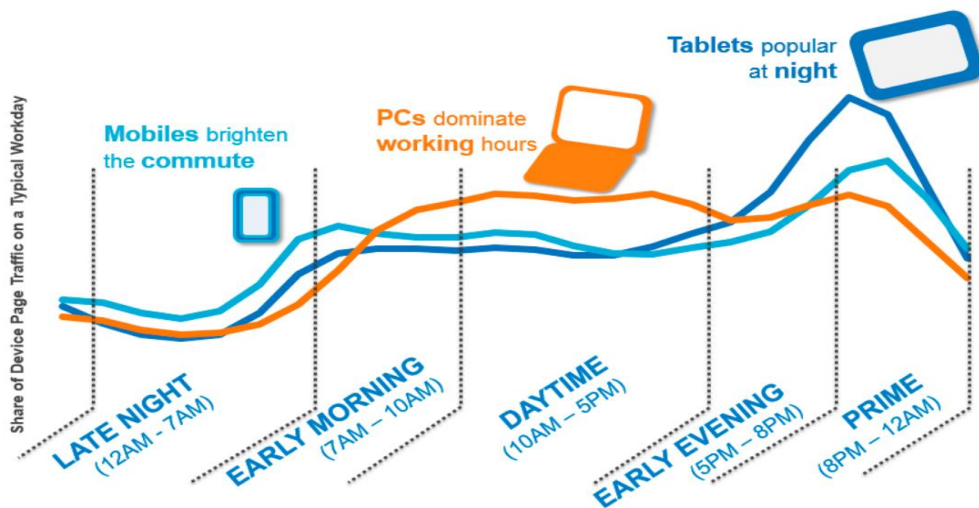 Tablets popular
at night
PCs dominate
working hours
Mobiles brighten
the commute
Share of Device Page Traffic on a Typical Workday
LATE NIGHT
(12AM - 7AM)
EARLY MORNING
(7AM – 10AM)
DAYTIME
(10AM – 5PM)
EARLY EVENING
(5PM – 8PM)
PRIME
(8PM – 12AM)